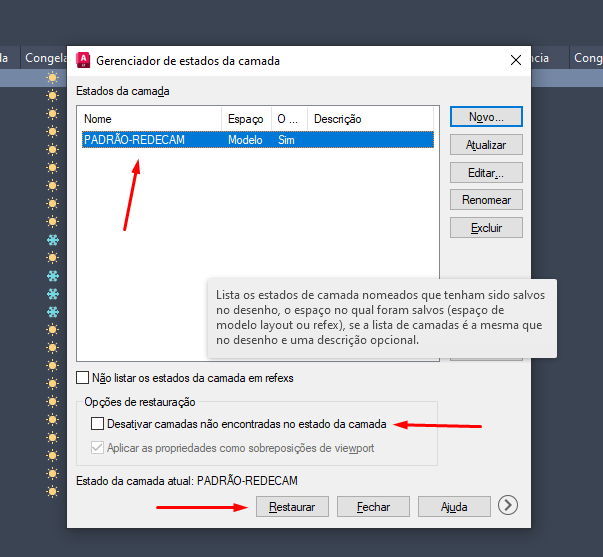 da
Congela
Gerenciador de estados da camada
ncia
Congela
Estados da camada
Nome Espaço O ... Descrição
PADRÃO-REDECAM Modelo Sim
Novo...
Atualizar
Editar...
Renomear
Excluir
Lista os estados de camada nomeados que tenham sido salvos
no desenho, o espaço no qual foram salvos (espaço de
modelo layout ou refex), se a lista de camadas é a mesma que
no desenho e uma descrição opcional.
Não listar os estados da camada em refexs
Opções de restauração
Desativar camadas não encontradas no estado da camada
Aplicar as propriedades como sobreposições de viewport
Estado da camada atual: PADRÃO-REDECAM
Restaurar Fechar Ajuda